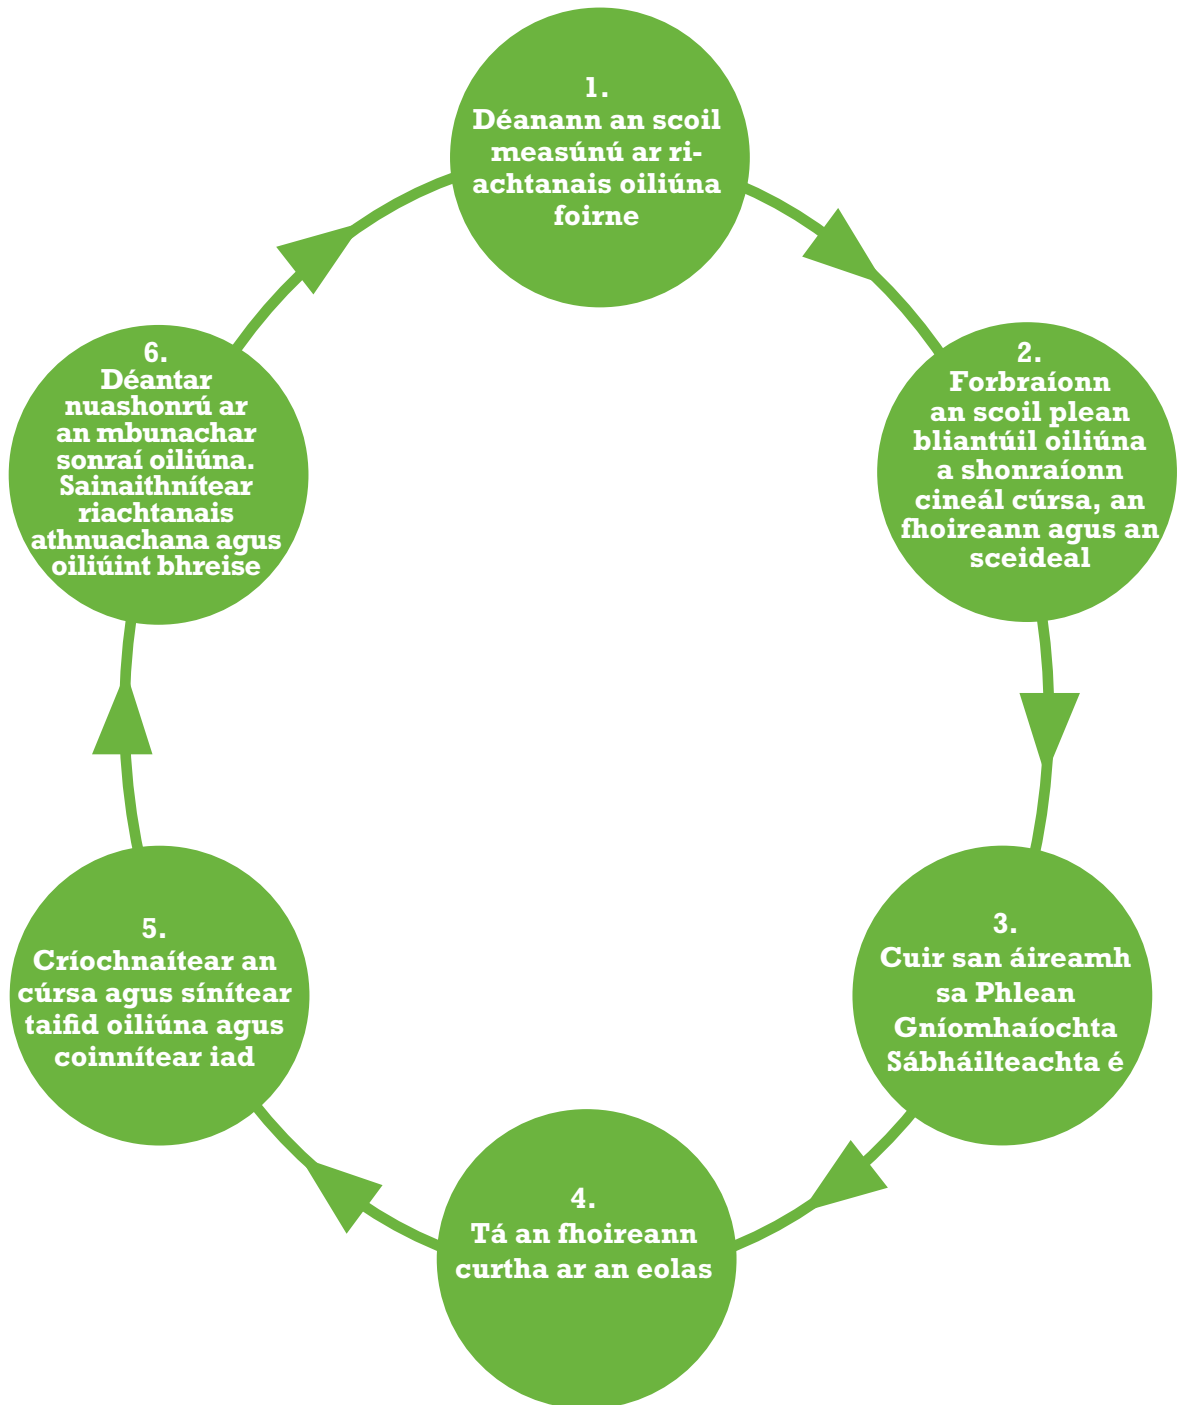 1.
Déanann an scoil
measúnú ar ri-
achtanais oiliúna
foirne
2.
Forbraíonn
an scoil plean
bliantúil oiliúna
a shonraíonn
cineál cúrsa, an
fhoireann agus an
sceideal
3.
Cuir san áireamh
sa Phlean
Gníomhaíochta
Sábháilteachta é
4.
Tá an fhoireann
curtha ar an eolas
5.
Críochnaítear an
cúrsa agus sínítear
taifid oiliúna agus
coinnítear iad
6.
Déantar
nuashonrú ar
an mbunachar
sonraí oiliúna.
Sainaithnítear
riachtanais
athnuachana agus
oiliúint bhreise